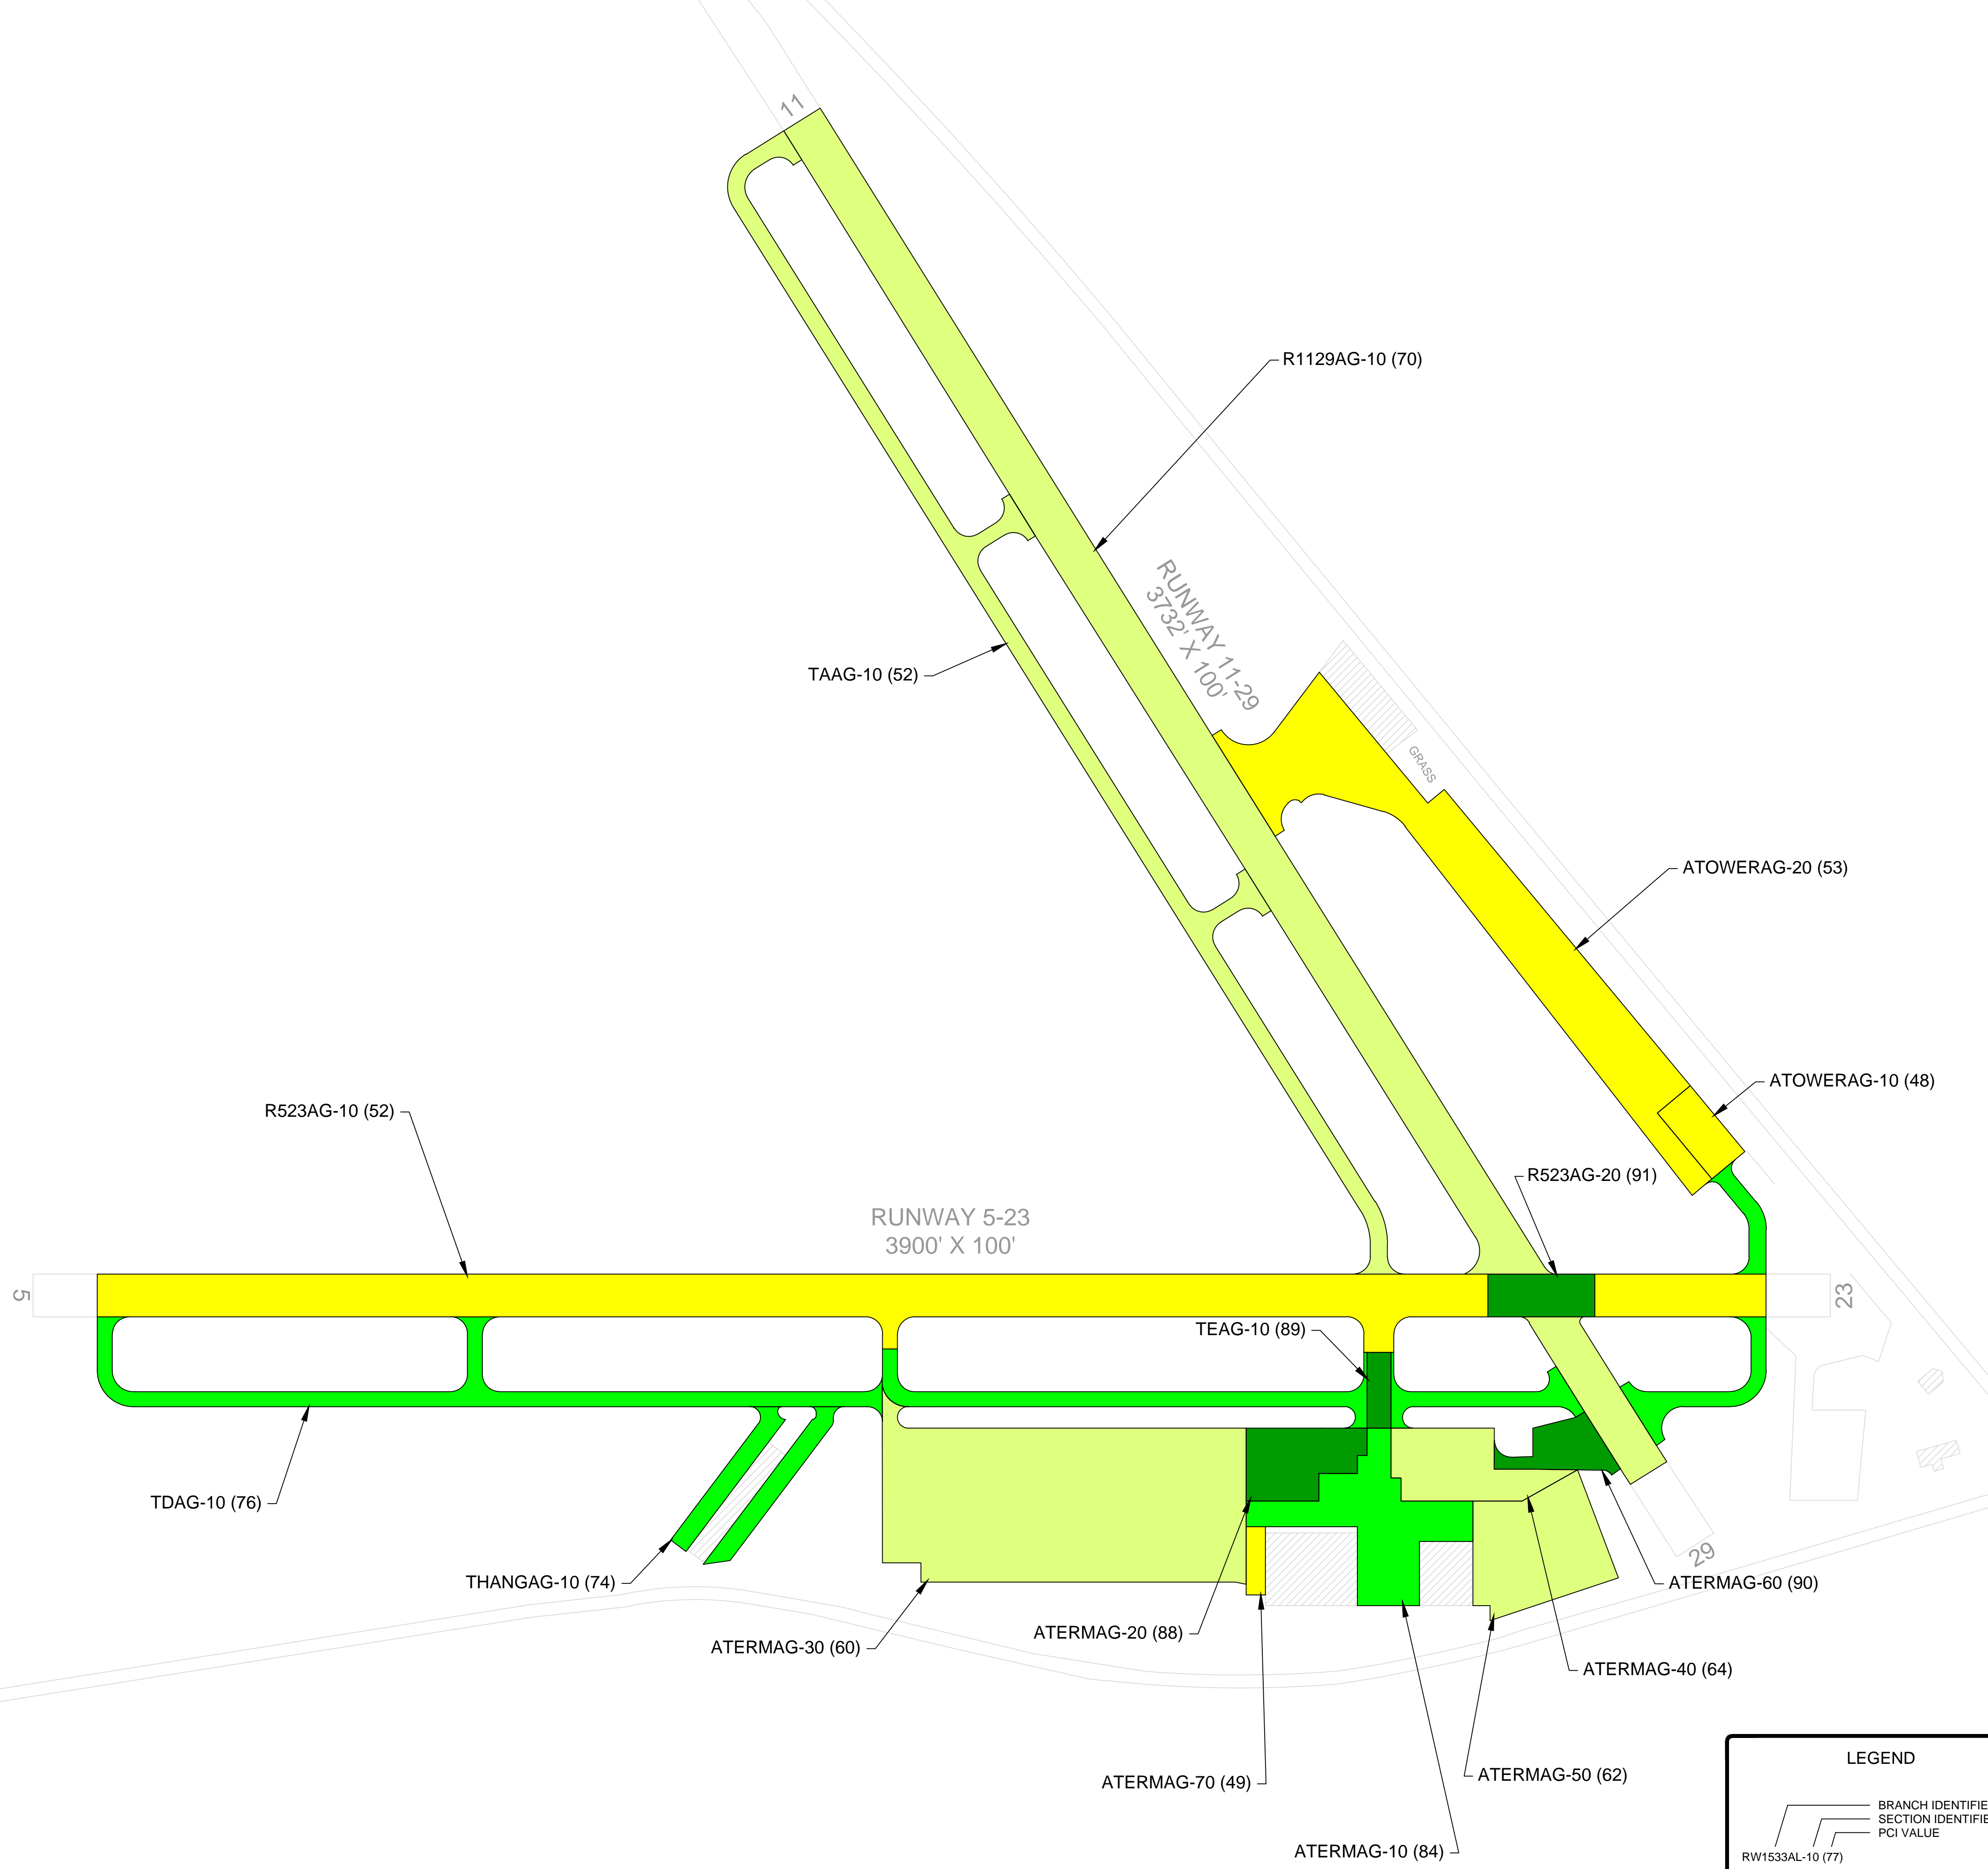 11
R1129AG-10 (70)
RUNWAY 11-29
3732' X 100'
TAAG-10 (52)
GRASS
ATOWERAG-20 (53)
ATOWERAG-10 (48)
R523AG-10 (52)
R523AG-20 (91)
RUNWAY 5-23
3900' X 100'
5
23
TEAG-10 (89)
TDAG-10 (76)
THANGAG-10 (74)
29
ATERMAG-60 (90)
ATERMAG-20 (88)
ATERMAG-30 (60)
ATERMAG-40 (64)
ATERMAG-70 (49)
ATERMAG-50 (62)
ATERMAG-10 (84)
LEGEND
BRANCH IDENTIFIE
SECTION IDENTIFIE
PCI VALUE
RW1533AL-10 (77)